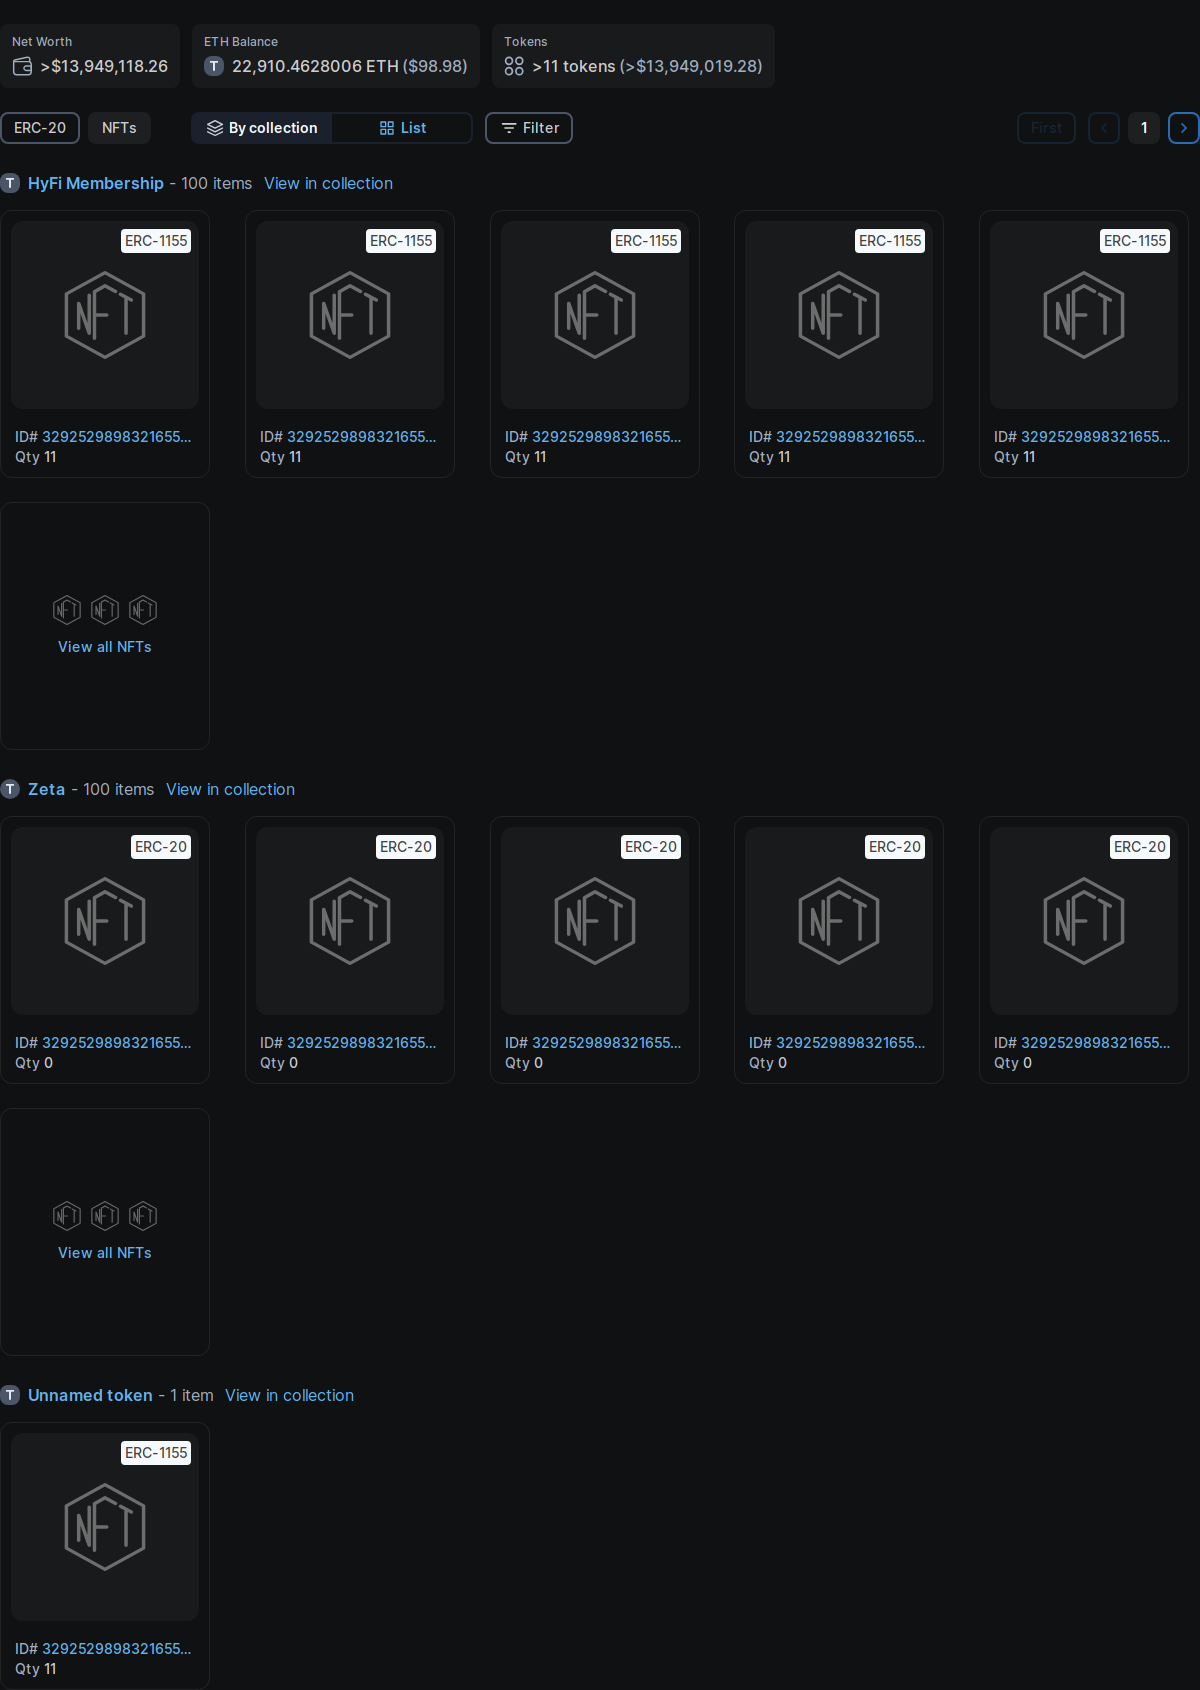 Net Worth
>$13,949,118.26
ETH Balance
T 22,910.4628006 ETH ($98.98)
Tokens
>11 tokens (>$13,949,019.28)
ERC-20 NFTs By collection List Filter First 1
T HyFi Membership - 100 items View in collection
ERC-1155 ERC-1155 ERC-1155 ERC-1155 ERC-1155
NFT NFT NFT NFT NFT
ID# 3292529898321655... ID# 3292529898321655... ID# 3292529898321655... ID# 3292529898321655... ID# 3292529898321655...
Qty 11 Qty 11 Qty 11 Qty 11 Qty 11
NFT NFT NFT
View all NFTs
T Zeta - 100 items View in collection
ERC-20 ERC-20 ERC-20 ERC-20 ERC-20
NFT NFT NFT NFT NFT
ID# 3292529898321655... ID# 3292529898321655... ID# 3292529898321655... ID# 3292529898321655... ID# 3292529898321655...
Qty 0 Qty 0 Qty 0 Qty 0 Qty 0
NFT NFT NFT
View all NFTs
T Unnamed token - 1 item View in collection
ERC-1155
NFT
ID# 3292529898321655...
Qty 11